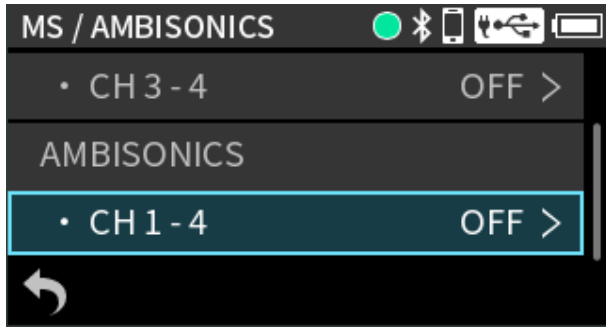 MS / AMBISONICS
・ CH 3 - 4 OFF >
AMBISONICS
・ CH 1 - 4 OFF >